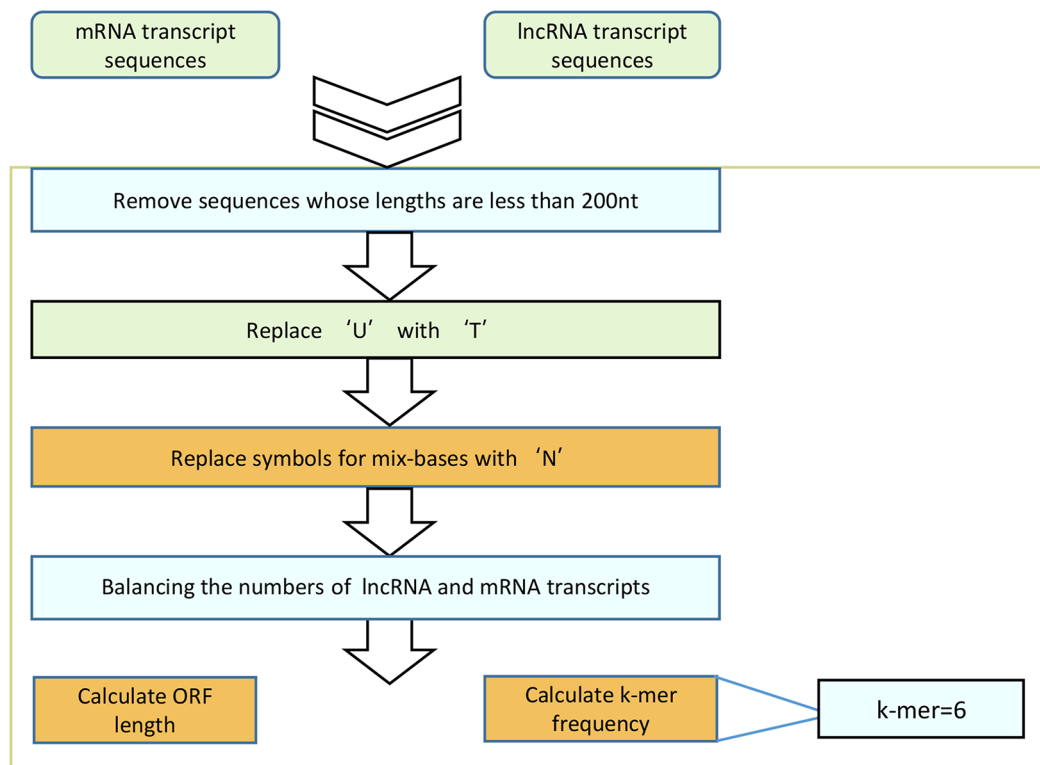 mRNA transcript
sequences
lncRNA transcript
sequences
Remove sequences whose lengths are less than 200nt
Replace ‘U’ with ‘T’
Replace symbols for mix-bases with ‘N’
Balancing the numbers of lncRNA and mRNA transcripts
Calculate ORF
length
Calculate k-mer
frequency
k-mer=6